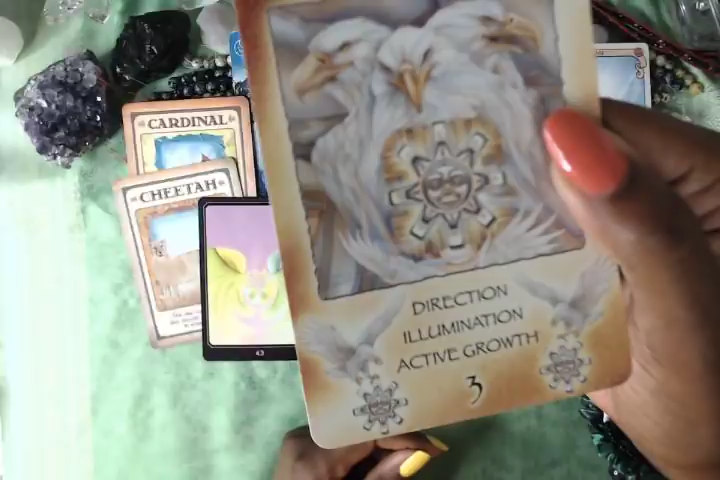 CARDINAL
CHEETAH
43
DIRECTION
ILLUMINATION
ACTIVE GROWTH
3